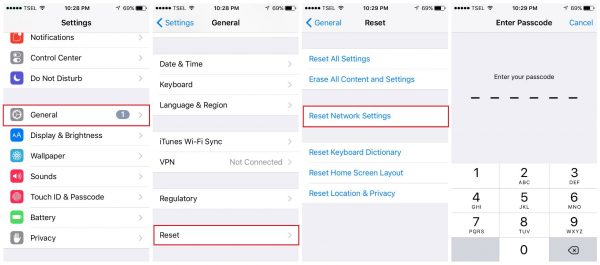 TSEL 10:28 PM 69%
Settings
Notifications
Control Center
Do Not Disturb
General 1
Display & Brightness
Wallpaper
Sounds
Touch ID & Passcode
Battery
Privacy
TSEL 10:28 PM 69%
Settings General
Date & Time
Keyboard
Language & Region
iTunes Wi-Fi Sync
VPN Not Connected
Regulatory
Reset
TSEL 10:29 PM 69%
General Reset
Reset All Settings
Erase All Content and Settings
Reset Network Settings
Reset Keyboard Dictionary
Reset Home Screen Layout
Reset Location & Privacy
TSEL 10:29 PM 69%
Enter Passcode Cancel
Enter your passcode
1 2 3
ABC DEF
4 5 6
GHI JKL MNO
7 8 9
PQRS TUV WXYZ
0